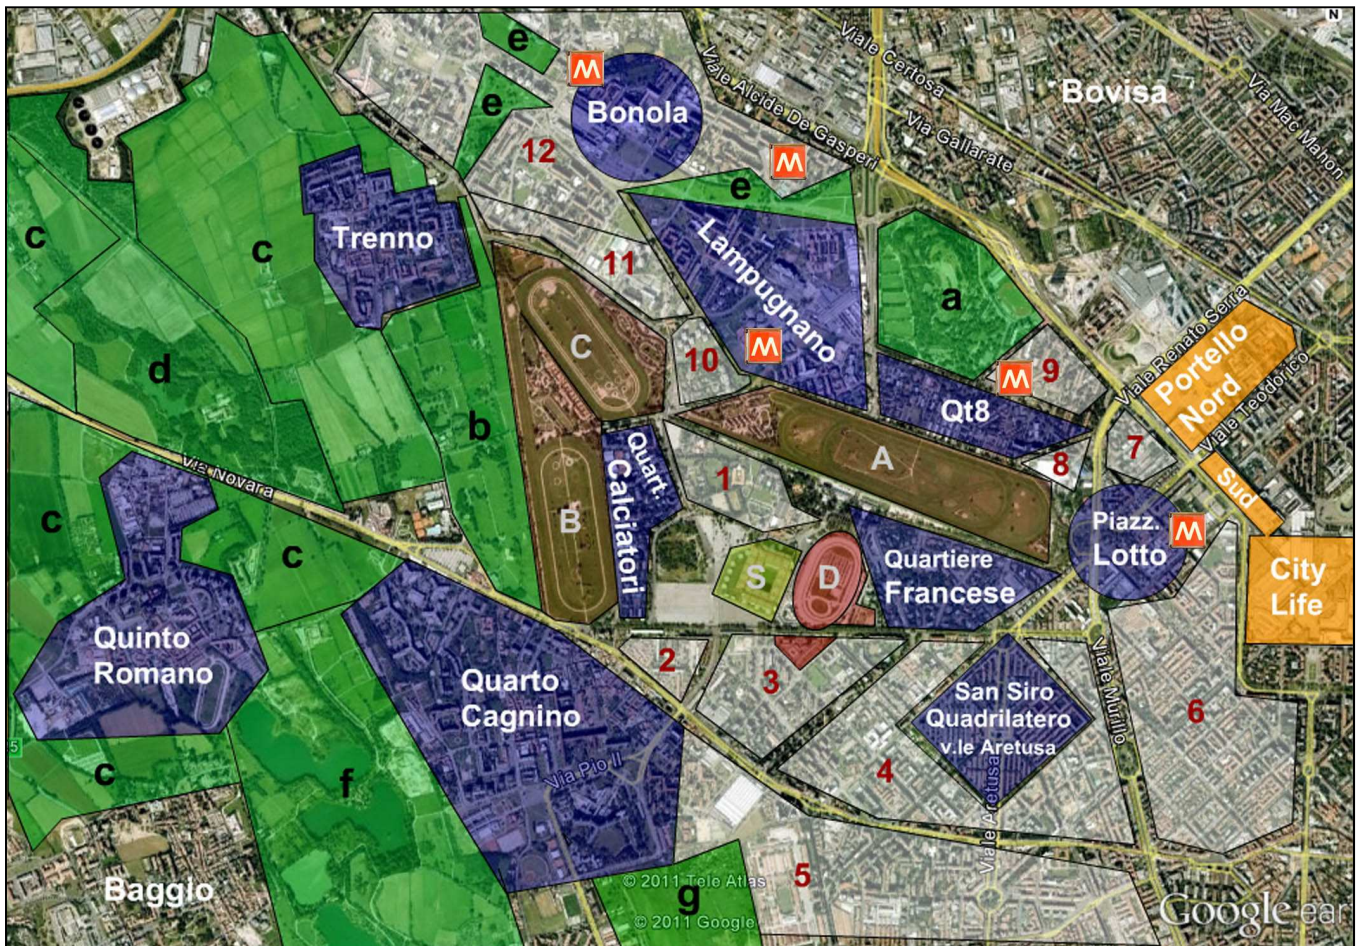 N
e
M
Bonola
Viale Certosa
Viale Alcide De Gasperi
Bovisa
Via Mac Mahon
e
Via Gallarate
12
M
e
c
Trenno
c
Lampugnano
11
a
Viale Renato Serra
Portello
Nord
C
10
M
d
M
9
Viale Teodorico
Qt8
b
Quart.
Calciatori
A
8
7
Via Novara
1
Sud
c
B
Piazz.
Lotto
M
c
S
D
Quartiere
Francese
City
Life
Quinto
Romano
2
3
Viale Murillo
Quarto
Cagnino
San Siro
Quadrilatero
v.le Aretusa
6
5
c
f
Via Pio II
4
Viale Aretusa
Baggio
© 2011 Tele Atlas
g
© 2011 Google
5
Google ear